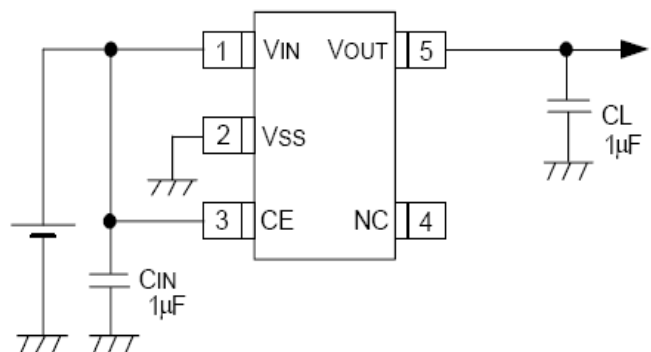 1 VIN VOUT 5
2 VSS
CL
1µF
3 CE NC 4
CIN
1µF